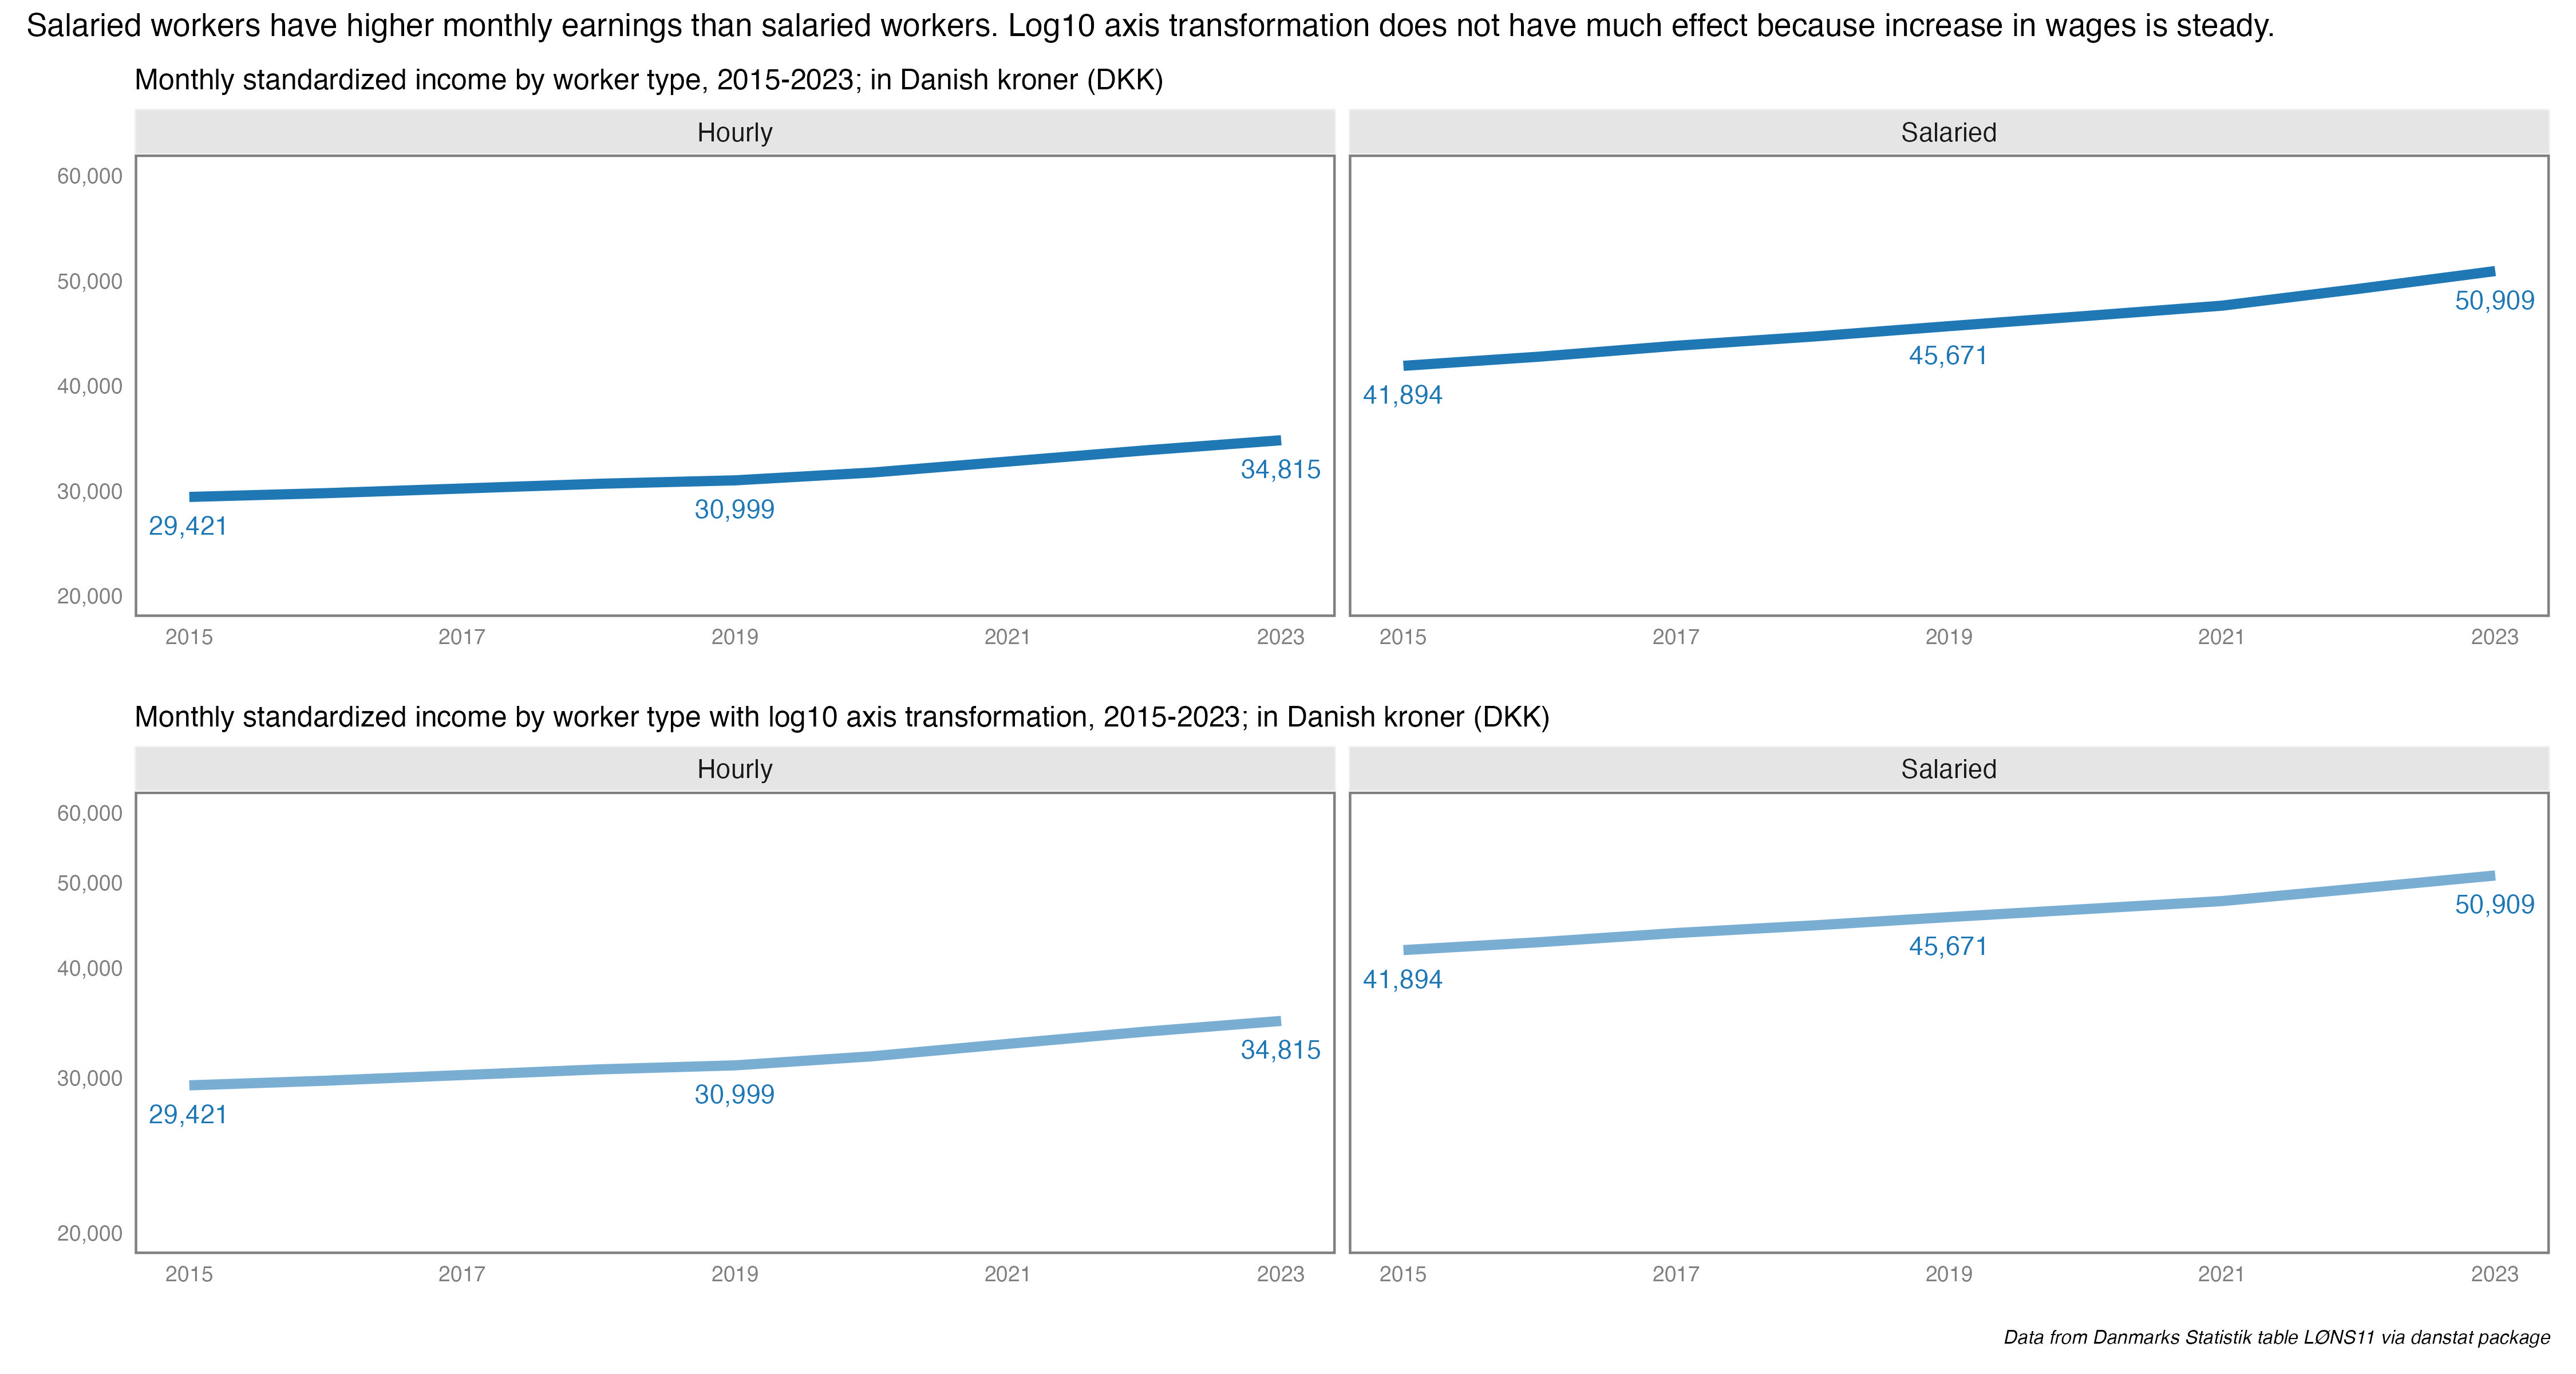 Salaried workers have higher monthly earnings than salaried workers. Log10 axis transformation does not have much effect because increase in wages is steady.
Monthly standardized income by worker type, 2015-2023; in Danish kroner (DKK)
Hourly
Salaried
60,000
50,000
40,000
30,000
20,000
29,421
30,999
34,815
41,894
45,671
50,909
2015 2017 2019 2021 2023
2015 2017 2019 2021 2023
Monthly standardized income by worker type with log10 axis transformation, 2015-2023; in Danish kroner (DKK)
Hourly
Salaried
60,000
50,000
40,000
30,000
20,000
29,421
30,999
34,815
41,894
45,671
50,909
2015 2017 2019 2021 2023
2015 2017 2019 2021 2023
Data from Danmarks Statistik table LØNS11 via danstat package